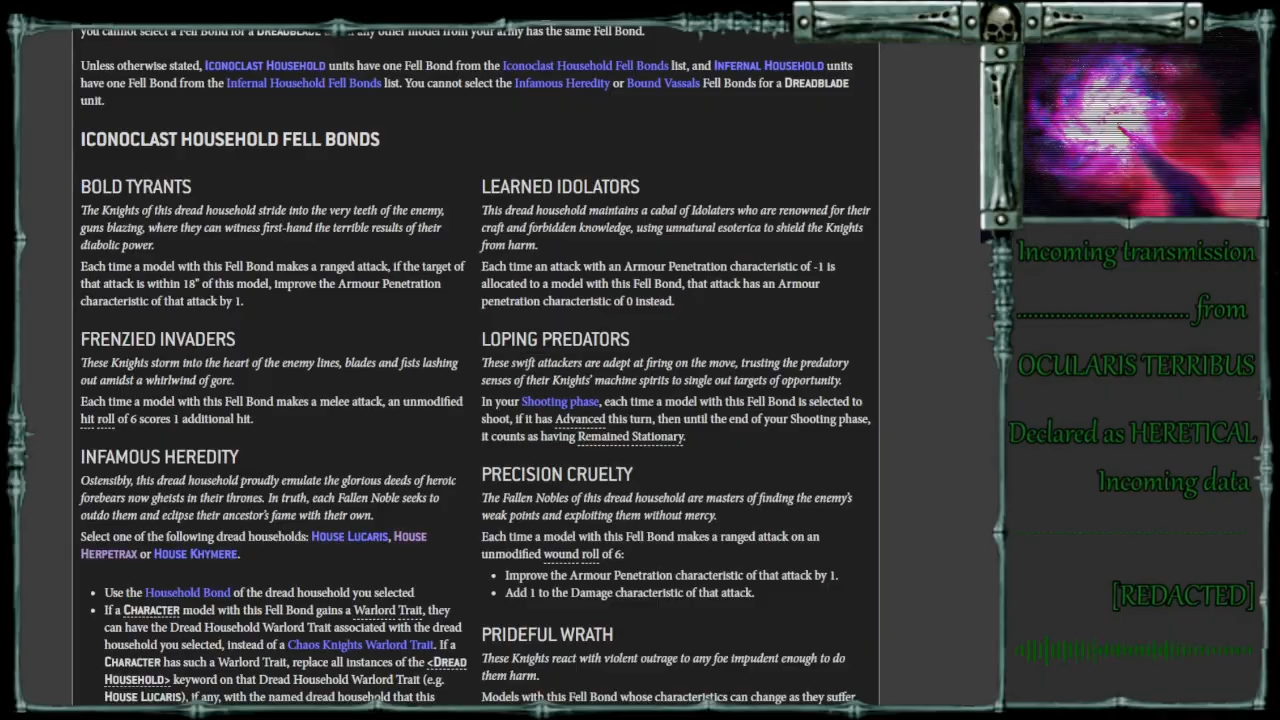 you cannot select a Fell Bond for a DREADBLADE unit if any other model from your army has the same Fell Bond.
Unless otherwise stated, ICONOCLAST HOUSEHOLD units have one Fell Bond from the Iconoclast Household Fell Bonds list, and INFERNAL HOUSEHOLD units
have one Fell Bond from the Infernal Household Fell Bonds list. You cannot select the Infamous Heredity or Bound Vassals Fell Bonds for a DREADBLADE
unit.
ICONOCLAST HOUSEHOLD FELL BONDS
BOLD TYRANTS
The Knights of this dread household stride into the very teeth of the enemy,
guns blazing, where they can witness first-hand the terrible results of their
diabolic power.
Each time a model with this Fell Bond makes a ranged attack, if the target of
that attack is within 18" of this model, improve the Armour Penetration
characteristic of that attack by 1.
FRENZIED INVADERS
These Knights storm into the heart of the enemy lines, blades and fists lashing
out amidst a whirlwind of gore.
Each time a model with this Fell Bond makes a melee attack, an unmodified
hit roll of 6 scores 1 additional hit.
INFAMOUS HEREDITY
Ostensibly, this dread household proudly emulate the glorious deeds of heroic
forebears now gheists in their thrones. In truth, each Fallen Noble seeks to
outdo them and eclipse their ancestor's fame with their own.
Select one of the following dread households: HOUSE LUCARIS, HOUSE
HERPETRAX or HOUSE KHYMERE.
• Use the Household Bond of the dread household you selected
• If a CHARACTER model with this Fell Bond gains a Warlord Trait, they
can have the Dread Household Warlord Trait associated with the dread
household you selected, instead of a Chaos Knights Warlord Trait. If a
CHARACTER has such a Warlord Trait, replace all instances of the <DREAD
HOUSEHOLD> keyword on that Dread Household Warlord Trait (e.g.
HOUSE LUCARIS), if any, with the named dread household that this
LEARNED IDOLATORS
This dread household maintains a cabal of Idolaters who are renowned for their
craft and forbidden knowledge, using unnatural esoterica to shield the Knights
from harm.
Each time an attack with an Armour Penetration characteristic of -1 is
allocated to a model with this Fell Bond, that attack has an Armour
penetration characteristic of 0 instead.
LOPING PREDATORS
These swift attackers are adept at firing on the move, trusting the predatory
senses of their Knights' machine spirits to single out targets of opportunity.
In your Shooting phase, each time a model with this Fell Bond is selected to
shoot, if it has Advanced this turn, then until the end of your Shooting phase,
it counts as having Remained Stationary.
PRECISION CRUELTY
The Fallen Nobles of this dread household are masters of finding the enemy's
weak points and exploiting them without mercy.
Each time a model with this Fell Bond makes a ranged attack on an
unmodified wound roll of 6:
• Improve the Armour Penetration characteristic of that attack by 1.
• Add 1 to the Damage characteristic of that attack.
PRIDEFUL WRATH
These Knights react with violent outrage to any foe impudent enough to do
them harm.
Models with this Fell Bond whose characteristics can change as they suffer
Incoming transmission
................................ from
OCULARIS TERRIBUS
Declared as HERETICAL
Incoming data
[REDACTED]